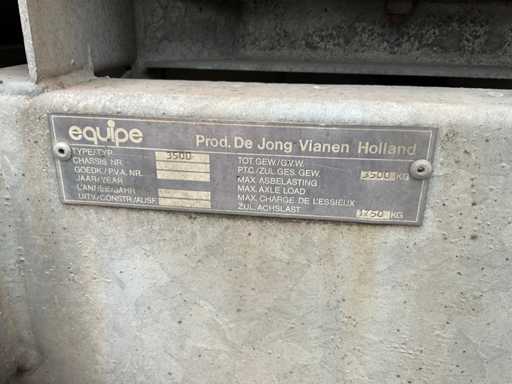 equipe Prod. De Jong Vianen Holland
TYPE/TYP 3500
CHASSIS NR.
GOEDK./P.V.A. NR.
JAAR/YEAR
L'ANNEE/JAHR
UITV./CONSTR./AUSF.
TOT. GEW./G.V.W.
P.T.C./ZUL. GES. GEW. 3500 KG
MAX. ASBELASTING
MAX. AXLE LOAD
MAX. CHARGE DE L'ESSIEUX
ZUL. ACHSLAST KG